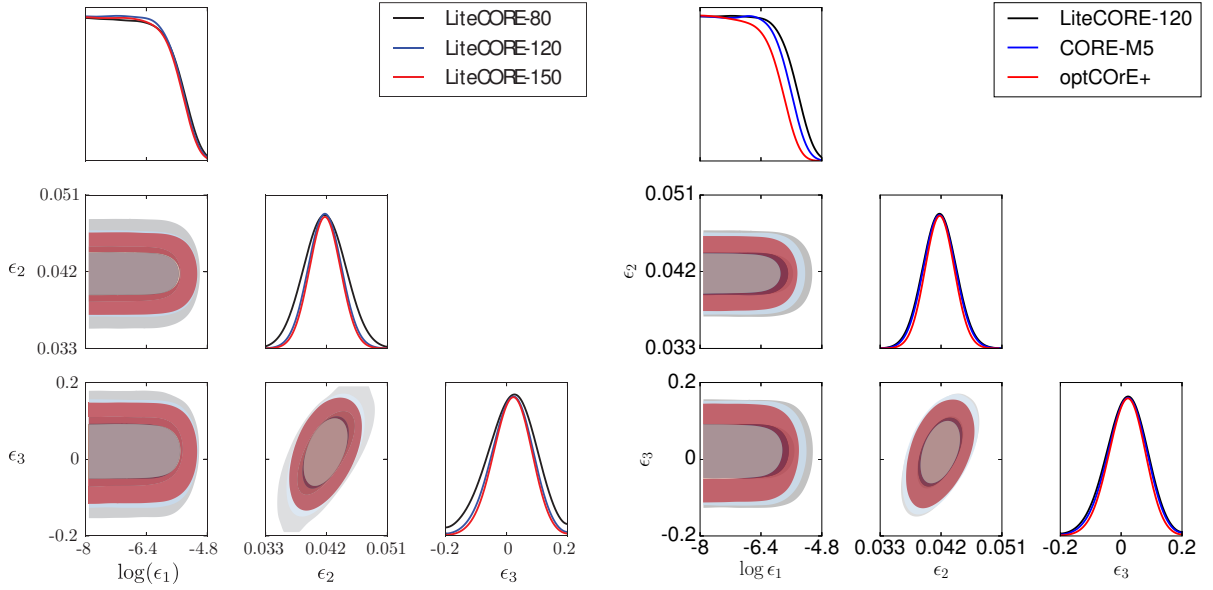 LiteCORE-80
LiteCORE-120
LiteCORE-150
0.051
ϵ2
0.042
0.033
0.2
ϵ3
0
-0.2
-8
-6.4
-4.8
log(ϵ1)
0.033
0.042
0.051
ϵ2
-0.2
0
0.2
ϵ3
LiteCORE-120
CORE-M5
optCOrE+
0.051
ϵ2
0.042
0.033
0.2
ϵ3
0
-0.2
-8
-6.4
-4.8
log ϵ1
0.033
0.042
0.051
ϵ2
-0.2
0
0.2
ϵ3